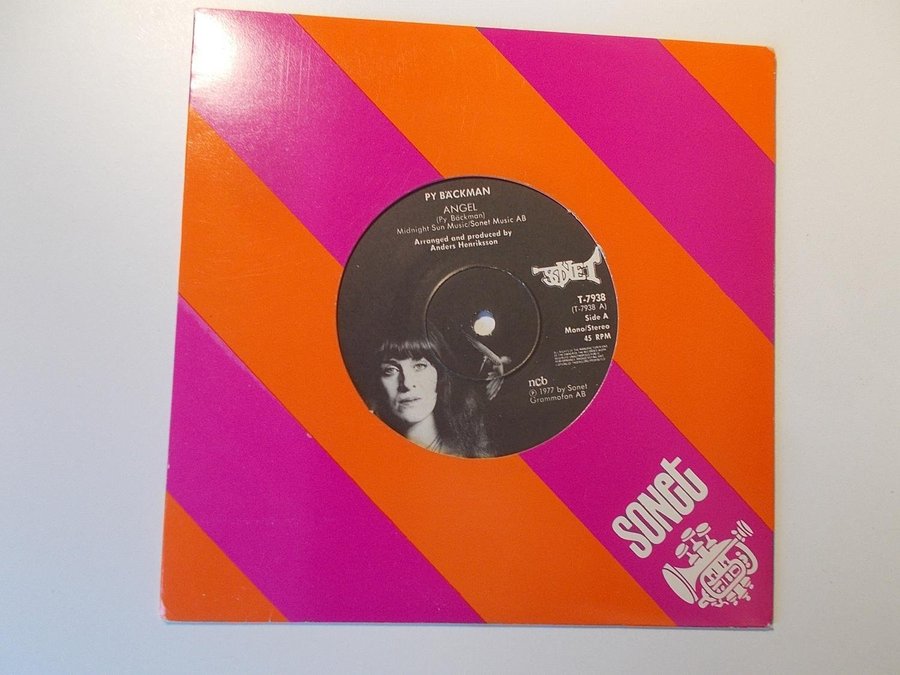 PY BÄCKMAN
ANGEL
(Py Bäckman)
Midnight Sun Music/Sonet Music AB
Arranged and produced by
Anders Henriksson
SONET
T-7938
(T-7938 A)
Side A
Mono/Stereo
45 RPM
ncb
℗ 1977 by Sonet
Grammofon AB
SONet